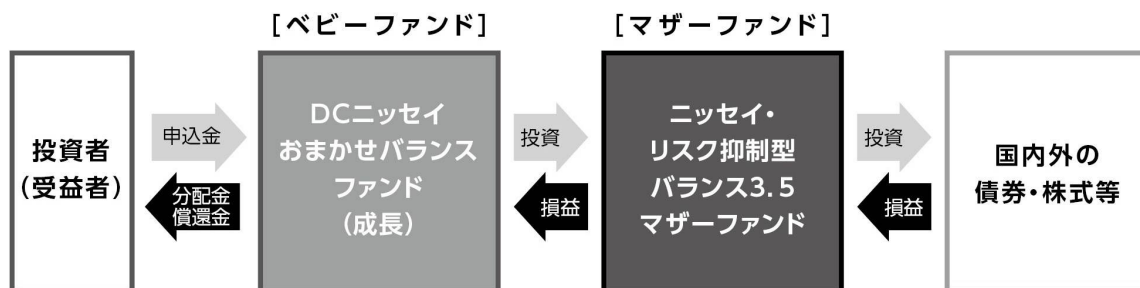 [ベビーファンド]
[マザーファンド]
投資者
(受益者)
申込金
分配金
償還金
DCニッセイ
おまかせバランス
ファンド
(成長)
投資
損益
ニッセイ・
リスク抑制型
バランス3.5
マザーファンド
投資
損益
国内外の
債券・株式等